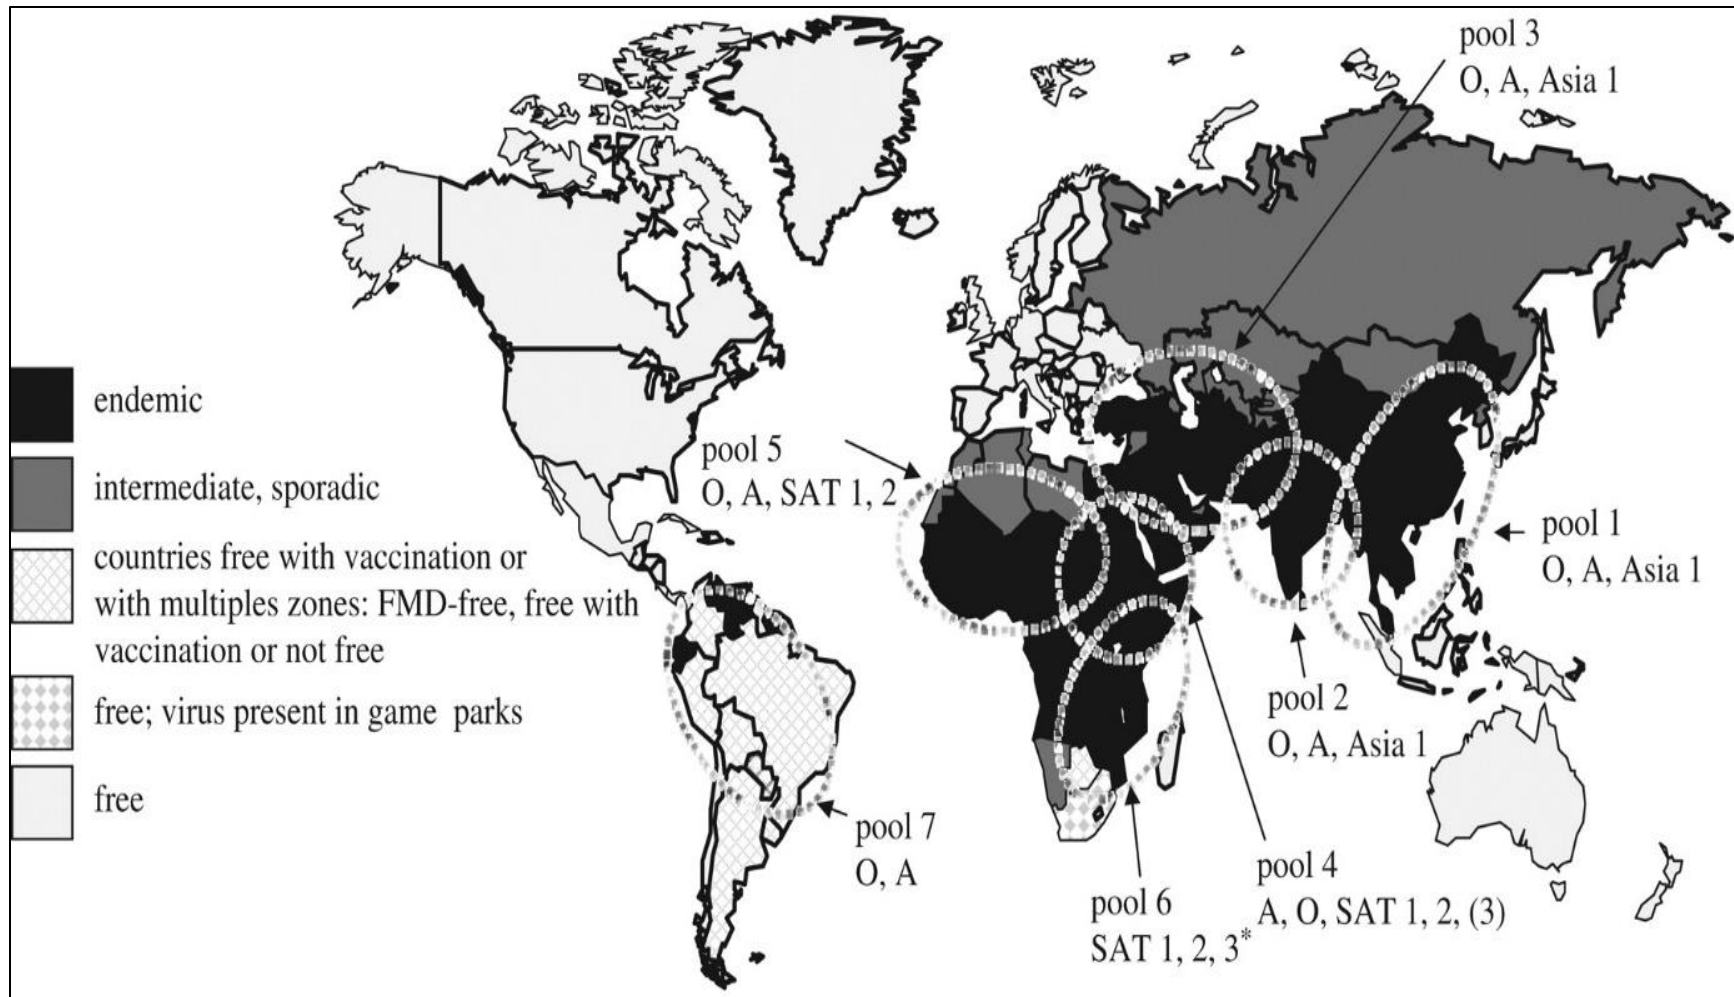 pool 3
O, A, Asia 1
endemic
intermediate, sporadic
countries free with vaccination or
with multiples zones: FMD-free, free with
vaccination or not free
free; virus present in game parks
free
pool 5
O, A, SAT 1, 2
pool 1
O, A, Asia 1
pool 2
O, A, Asia 1
pool 7
O, A
pool 4
A, O, SAT 1, 2, (3)
pool 6
SAT 1, 2, 3*